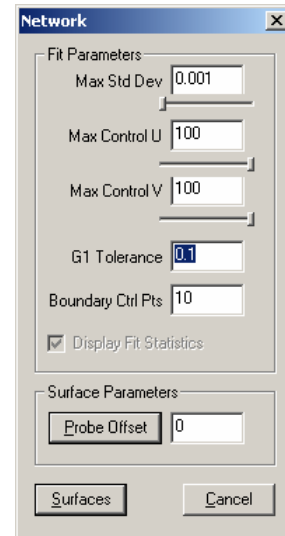 Network
Fit Parameters
Max Std Dev 0.001
Max Control U 100
Max Control V 100
G1 Tolerance 0.1
Boundary Ctrl Pts 10
Display Fit Statistics
Surface Parameters
Probe Offset 0
Surfaces Cancel